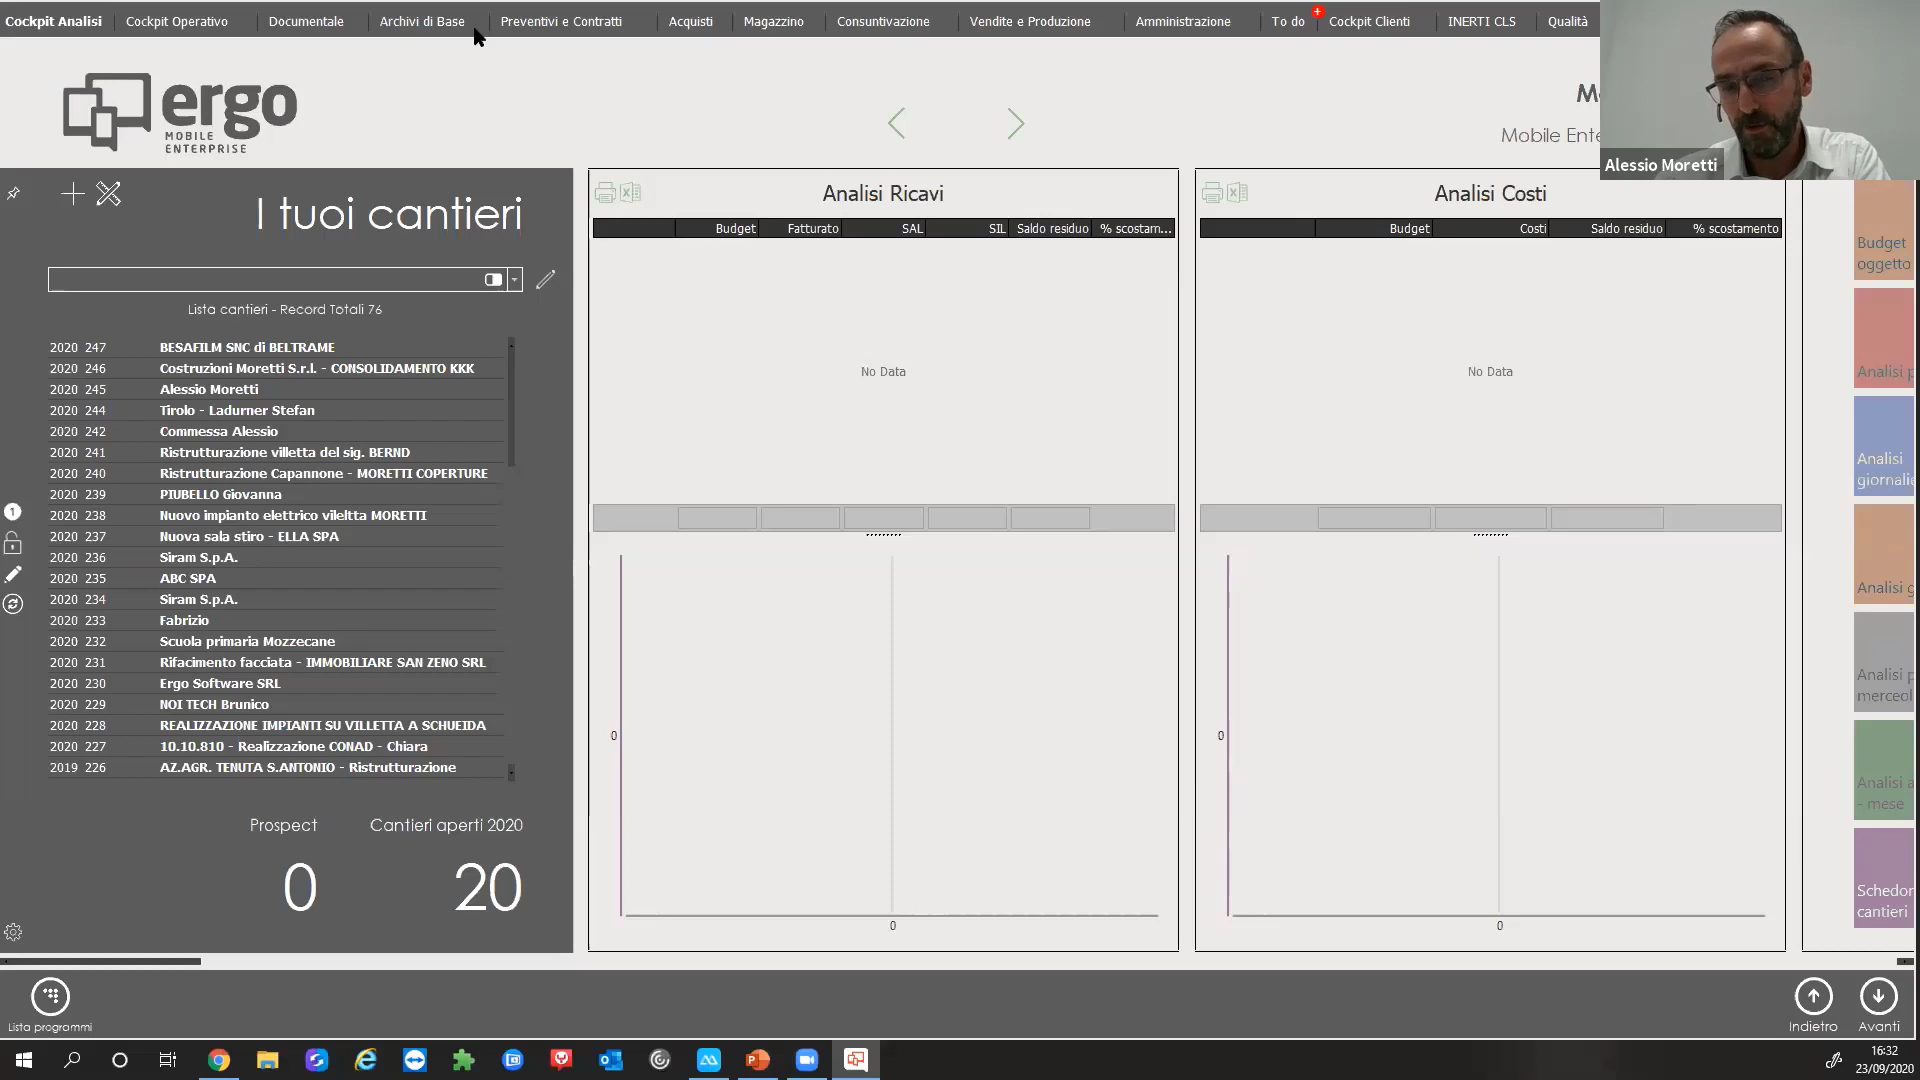 Cockpit Analisi Cockpit Operativo Documentale Archivi di Base Preventivi e Contratti Acquisti Magazzino Consuntivazione Vendite e Produzione Amministrazione To do Cockpit Clienti INERTI CLS Qualità
ergo
MOBILE
ENTERPRISE
Mobile
Alessio Moretti
I tuoi cantieri
Lista cantieri - Record Totali 76
2020 247 BESAFILM SNC di BELTRAME
2020 246 Costruzioni Moretti S.r.l. - CONSOLIDAMENTO KKK
2020 245 Alessio Moretti
2020 244 Tirolo - Ladurner Stefan
2020 242 Commessa Alessio
2020 241 Ristrutturazione villetta del sig. BERND
2020 240 Ristrutturazione Capannone - MORETTI COPERTURE
2020 239 PIUBELLO Giovanna
2020 238 Nuovo impianto elettrico vileltta MORETTI
2020 237 Nuova sala stiro - ELLA SPA
2020 236 Siram S.p.A.
2020 235 ABC SPA
2020 234 Siram S.p.A.
2020 233 Fabrizio
2020 232 Scuola primaria Mozzecane
2020 231 Rifacimento facciata - IMMOBILIARE SAN ZENO SRL
2020 230 Ergo Software SRL
2020 229 NOI TECH Brunico
2020 228 REALIZZAZIONE IMPIANTI SU VILLETTA A SCHUEIDA
2020 227 10.10.810 - Realizzazione CONAD - Chiara
2019 226 AZ.AGR. TENUTA S.ANTONIO - Ristrutturazione
Prospect Cantieri aperti 2020
0 20
1
Analisi Ricavi
Budget Fatturato SAL SIL Saldo residuo % scostam...
No Data
0
0
Analisi Costi
Budget Costi Saldo residuo % scostamento
No Data
0
0
Budget
oggetto
Analisi
Analisi
Analisi
Analisi
Analisi
- mese
cantieri
Lista programmi
Indietro Avanti
16:32
23/09/2020